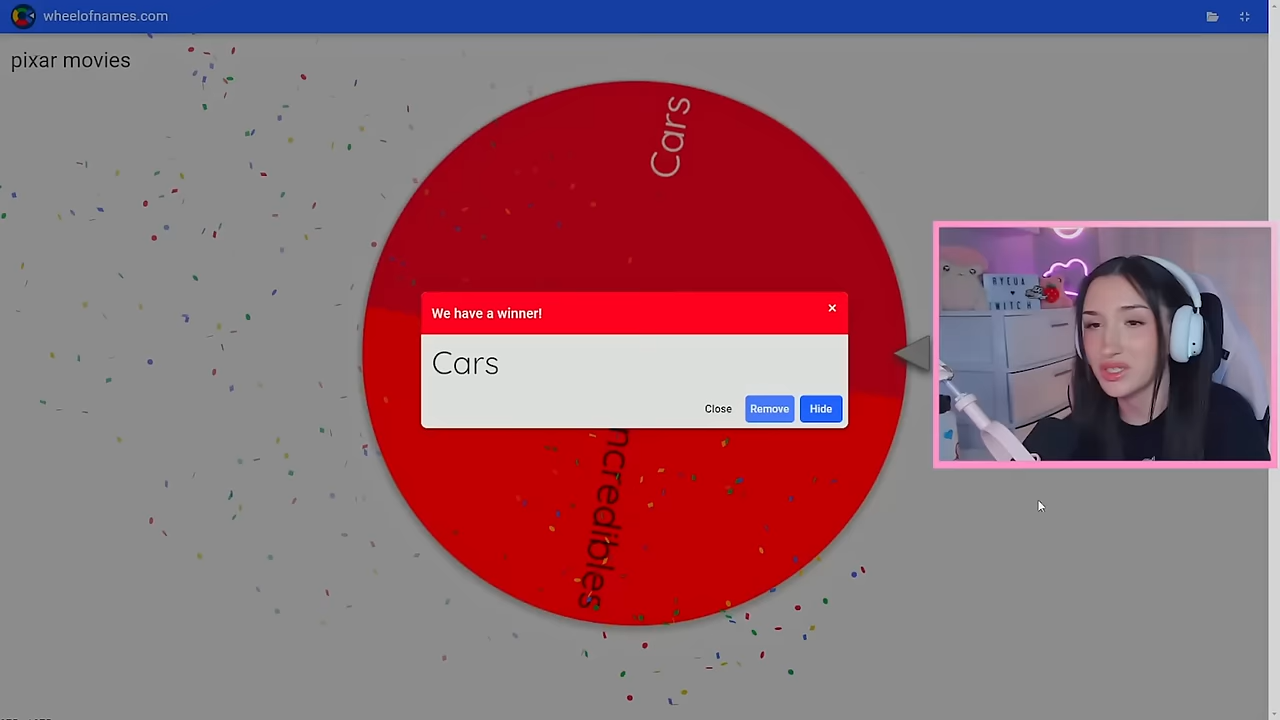 wheelofnames.com
pixar movies
Cars
We have a winner!
×
Cars
Close
Remove
Hide
ncredibles